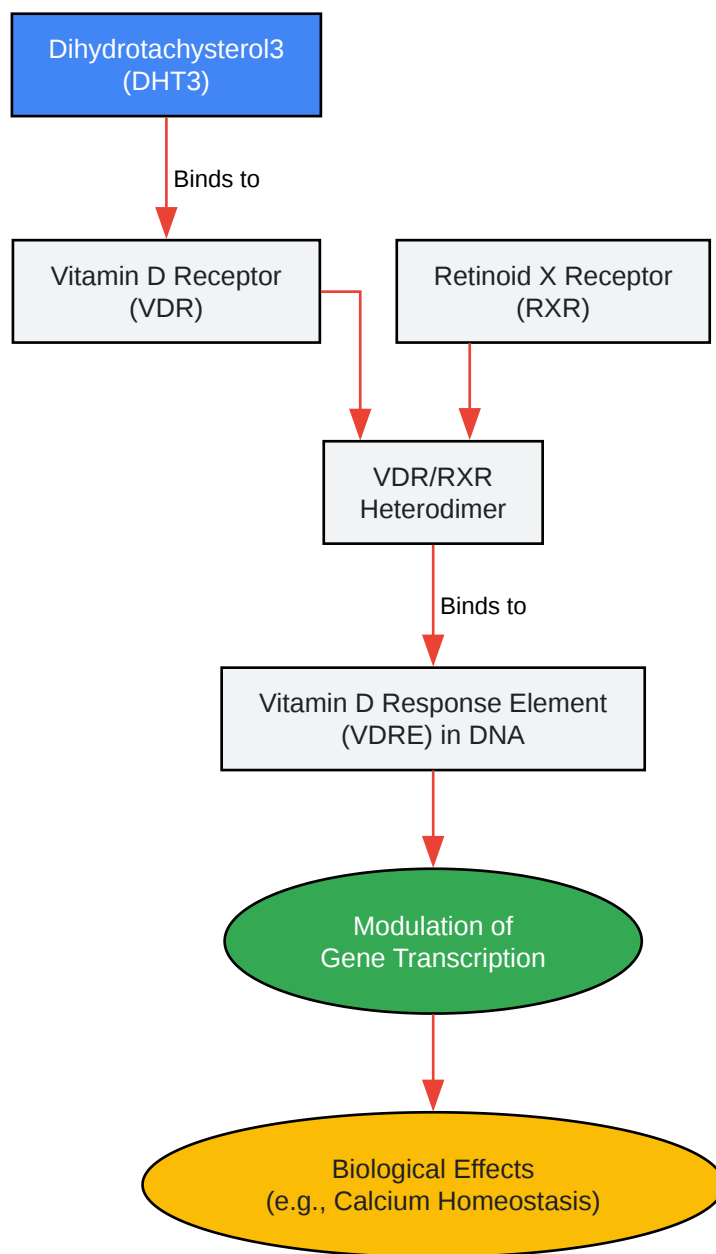 Dihydrotachysterol3
(DHT3)
Binds to
Vitamin D Receptor
(VDR)
Retinoid X Receptor
(RXR)
VDR/RXR
Heterodimer
Binds to
Vitamin D Response Element
(VDRE) in DNA
Modulation of
Gene Transcription
Biological Effects
(e.g., Calcium Homeostasis)